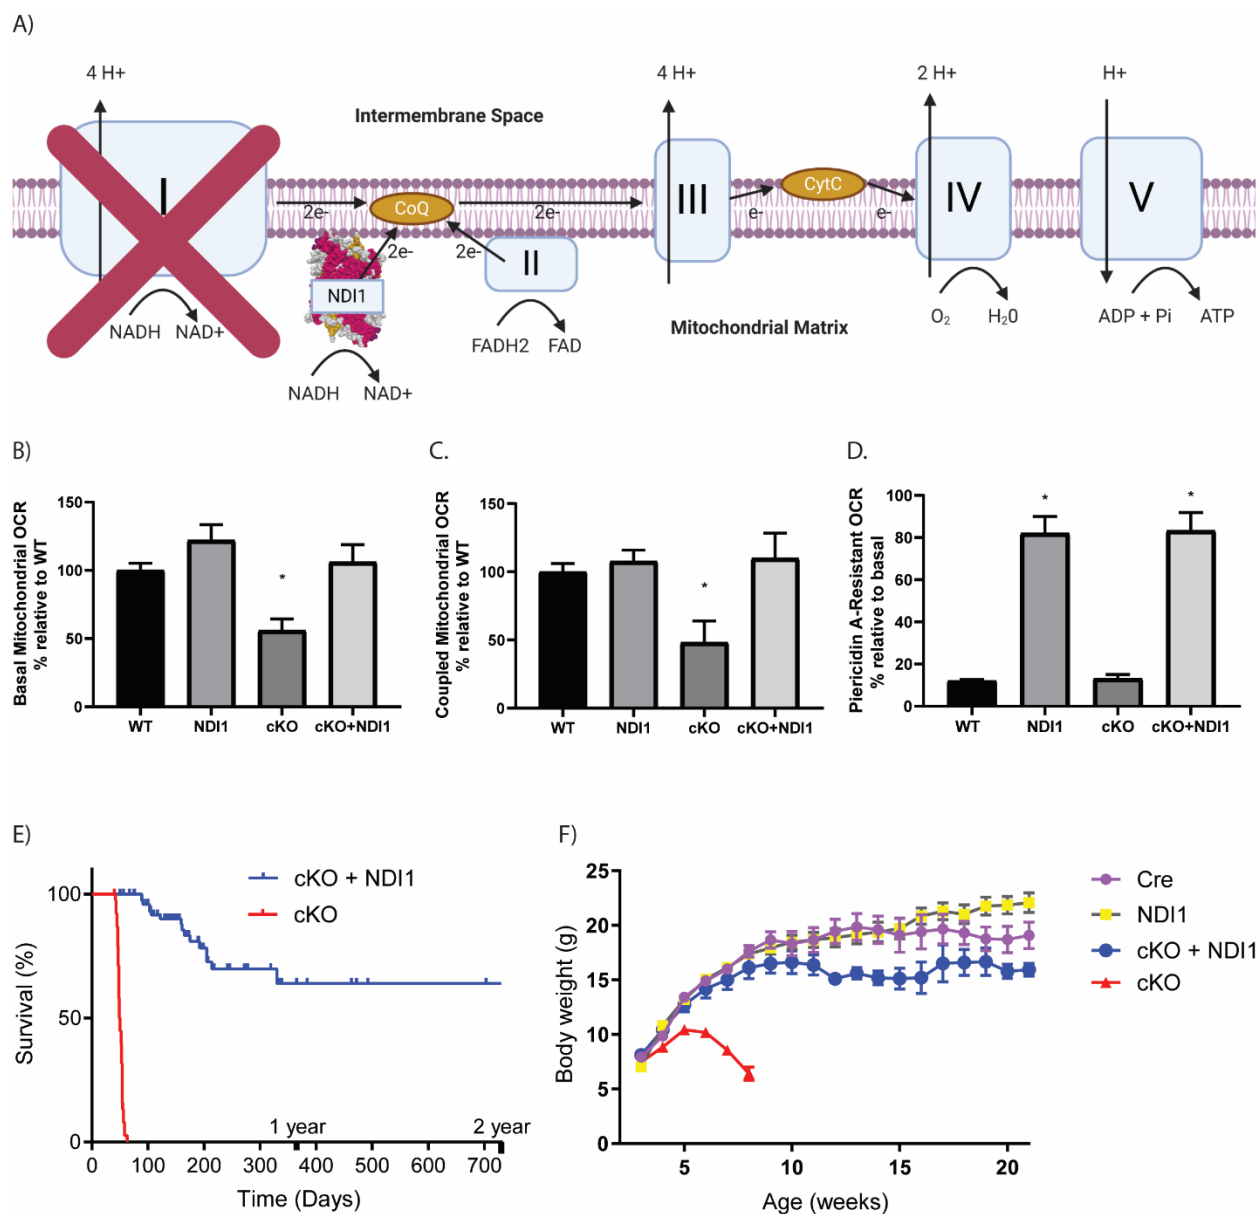 A)
4 H+
4 H+
2 H+
H+
Intermembrane Space
I
2e-
CoQ
2e-
III
CytC
e-
e-
IV
V
NDI1
2e-
2e-
II
NADH
NAD+
FADH2
FAD
Mitochondrial Matrix
O2
H20
ADP + Pi
ATP
NADH
NAD+
B)
Basal Mitochondrial OCR
% relative to WT
150
100
50
0
*
WT
NDI1
cKO
cKO+NDI1
C.
Coupled Mitochondrial OCR
% relative to WT
150
100
50
0
*
WT
NDI1
cKO
cKO+NDI1
D.
Piericidin A-Resistant OCR
% relative to basal
100
80
60
40
20
0
*
*
WT
NDI1
cKO
cKO+NDI1
E)
Survival (%)
100
50
0
cKO + NDI1
cKO
1 year
2 year
0 100 200 300 400 500 600 700
Time (Days)
F)
Body weight (g)
25
20
15
10
5
0
5 10 15 20
Age (weeks)
Cre
NDI1
cKO + NDI1
cKO